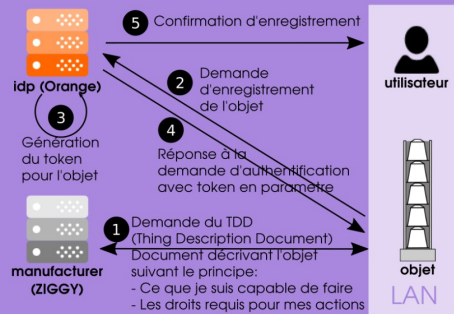 5 Confirmation d'enregistrement
idp (Orange)
utilisateur
2 Demande
d'enregistrement
de l'objet
3
Génération
du token
pour l'objet
4
Réponse à la
demande d'authentification
avec token en paramètre
1 Demande du TDD
(Thing Description Document)
Document décrivant l'objet
suivant le principe:
- Ce que je suis capable de faire
- Les droits requis pour mes actions
manufacturer
(ZIGGY)
objet
LAN